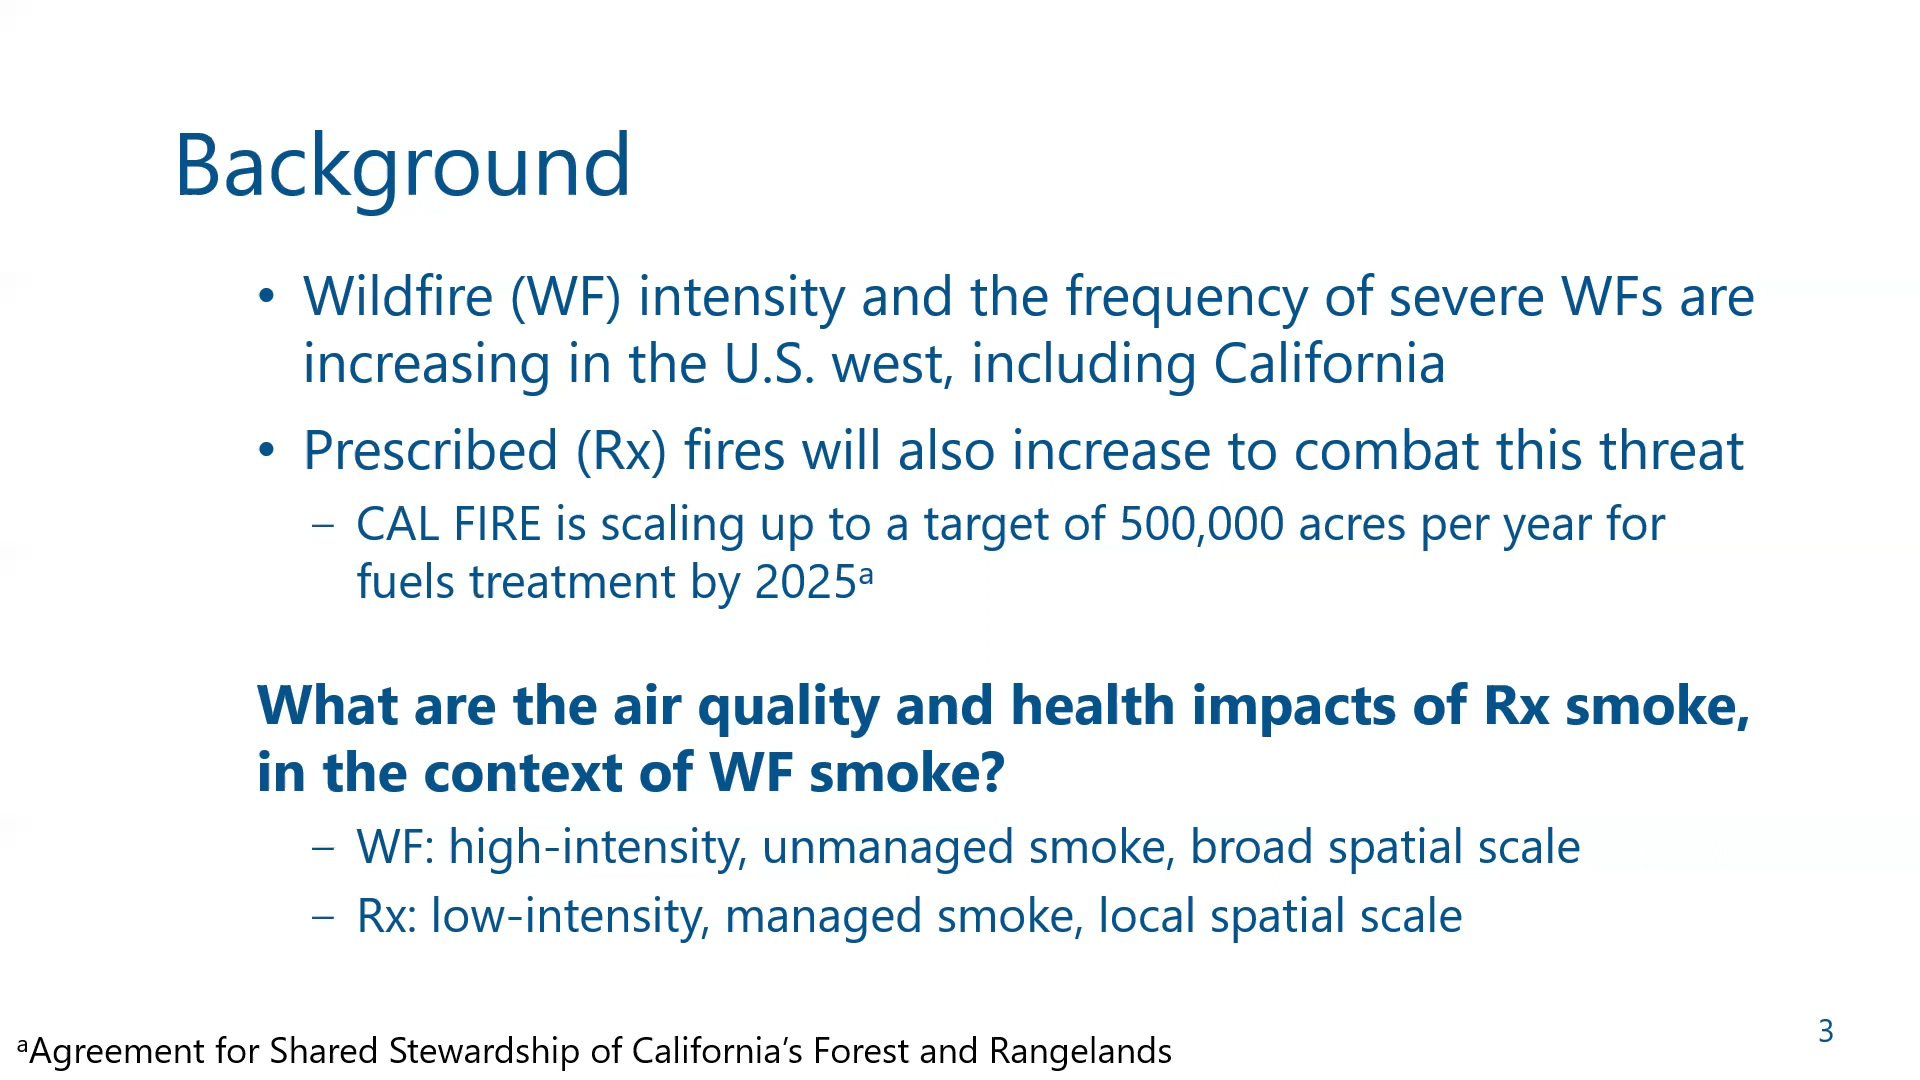 Background
• Wildfire (WF) intensity and the frequency of severe WFs are
increasing in the U.S. west, including California
• Prescribed (Rx) fires will also increase to combat this threat
– CAL FIRE is scaling up to a target of 500,000 acres per year for
fuels treatment by 2025ᵃ
What are the air quality and health impacts of Rx smoke,
in the context of WF smoke?
– WF: high-intensity, unmanaged smoke, broad spatial scale
– Rx: low-intensity, managed smoke, local spatial scale
3
ᵃAgreement for Shared Stewardship of California’s Forest and Rangelands